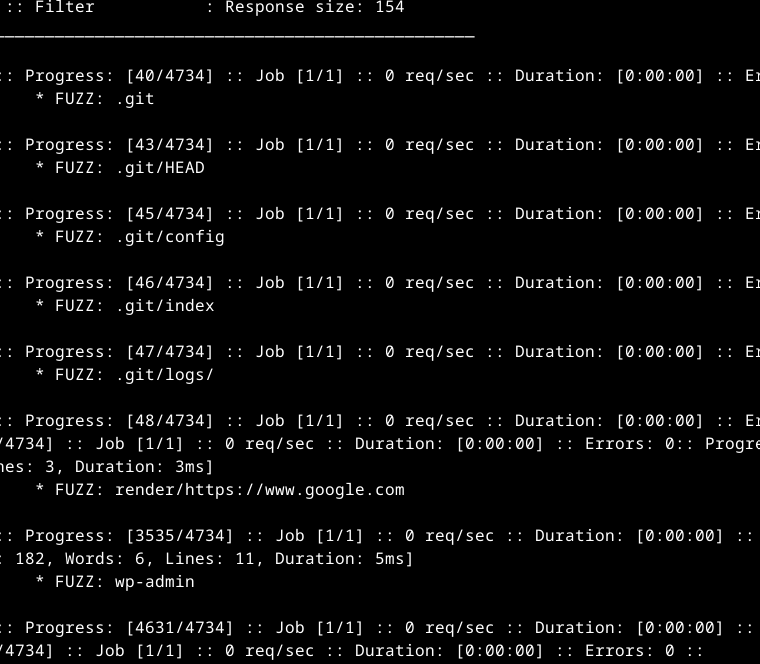 :: Filter : Response size: 154
________________________________________________
:: Progress: [40/4734] :: Job [1/1] :: 0 req/sec :: Duration: [0:00:00] :: Er
* FUZZ: .git
:: Progress: [43/4734] :: Job [1/1] :: 0 req/sec :: Duration: [0:00:00] :: Er
* FUZZ: .git/HEAD
:: Progress: [45/4734] :: Job [1/1] :: 0 req/sec :: Duration: [0:00:00] :: Er
* FUZZ: .git/config
:: Progress: [46/4734] :: Job [1/1] :: 0 req/sec :: Duration: [0:00:00] :: Er
* FUZZ: .git/index
:: Progress: [47/4734] :: Job [1/1] :: 0 req/sec :: Duration: [0:00:00] :: Er
* FUZZ: .git/logs/
:: Progress: [48/4734] :: Job [1/1] :: 0 req/sec :: Duration: [0:00:00] :: Er
/4734] :: Job [1/1] :: 0 req/sec :: Duration: [0:00:00] :: Errors: 0:: Progre
nes: 3, Duration: 3ms]
* FUZZ: render/https://www.google.com
:: Progress: [3535/4734] :: Job [1/1] :: 0 req/sec :: Duration: [0:00:00] ::
: 182, Words: 6, Lines: 11, Duration: 5ms]
* FUZZ: wp-admin
:: Progress: [4631/4734] :: Job [1/1] :: 0 req/sec :: Duration: [0:00:00] ::
/4734] :: Job [1/1] :: 0 req/sec :: Duration: [0:00:00] :: Errors: 0 ::